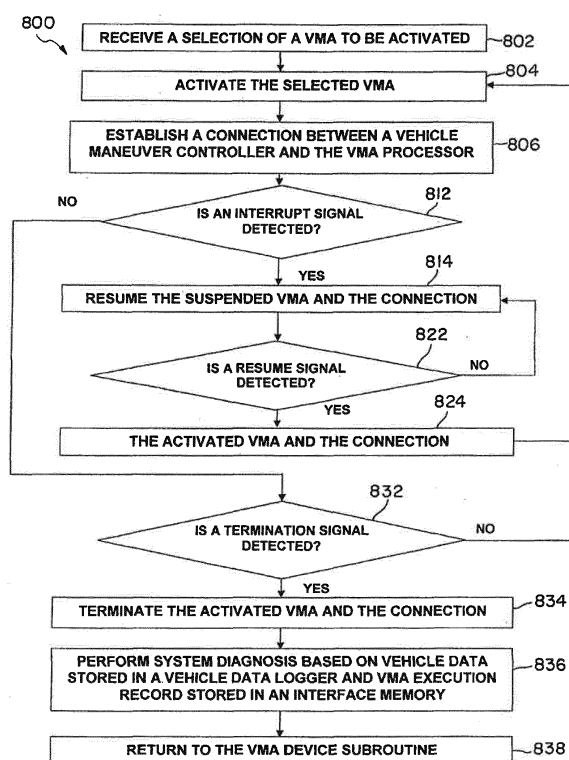 800
RECEIVE A SELECTION OF A VMA TO BE ACTIVATED
802
804
ACTIVATE THE SELECTED VMA
ESTABLISH A CONNECTION BETWEEN A VEHICLE
MANEUVER CONTROLLER AND THE VMA PROCESSOR
806
NO
812
IS AN INTERRUPT SIGNAL
DETECTED?
YES
814
RESUME THE SUSPENDED VMA AND THE CONNECTION
822
IS A RESUME SIGNAL
DETECTED?
NO
YES
824
THE ACTIVATED VMA AND THE CONNECTION
832
IS A TERMINATION SIGNAL
DETECTED?
NO
YES
TERMINATE THE ACTIVATED VMA AND THE CONNECTION
834
PERFORM SYSTEM DIAGNOSIS BASED ON VEHICLE DATA
STORED IN A VEHICLE DATA LOGGER AND VMA EXECUTION
RECORD STORED IN AN INTERFACE MEMORY
836
RETURN TO THE VMA DEVICE SUBROUTINE
838